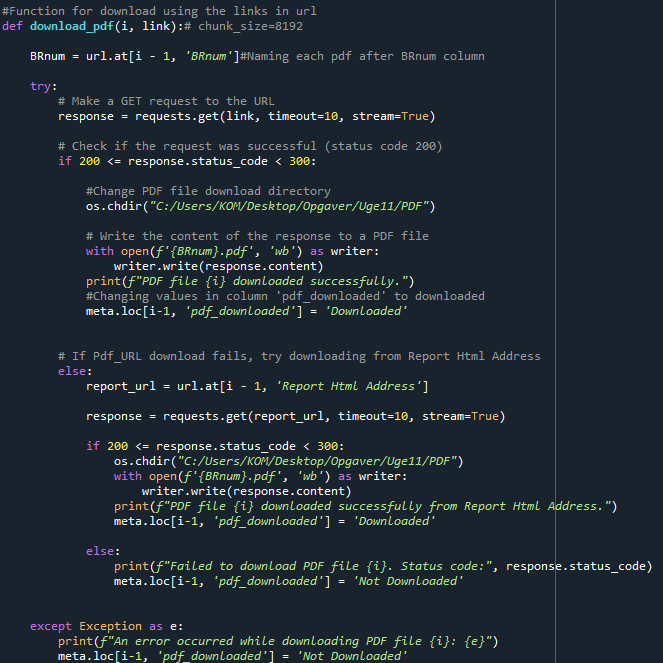 #Function for download using the links in url
def download_pdf(i, link):# chunk_size=8192
BRnum = url.at[i - 1, 'BRnum']#Naming each pdf after BRnum column
try:
# Make a GET request to the URL
response = requests.get(link, timeout=10, stream=True)
# Check if the request was successful (status code 200)
if 200 <= response.status_code < 300:
#Change PDF file download directory
os.chdir("C:/Users/KOM/Desktop/Opgaver/Uge11/PDF")
# Write the content of the response to a PDF file
with open(f'{BRnum}.pdf', 'wb') as writer:
writer.write(response.content)
print(f"PDF file {i} downloaded successfully.")
#Changing values in column 'pdf_downloaded' to downloaded
meta.loc[i-1, 'pdf_downloaded'] = 'Downloaded'
# If Pdf_URL download fails, try downloading from Report Html Address
else:
report_url = url.at[i - 1, 'Report Html Address']
response = requests.get(report_url, timeout=10, stream=True)
if 200 <= response.status_code < 300:
os.chdir("C:/Users/KOM/Desktop/Opgaver/Uge11/PDF")
with open(f'{BRnum}.pdf', 'wb') as writer:
writer.write(response.content)
print(f"PDF file {i} downloaded successfully from Report Html Address.")
meta.loc[i-1, 'pdf_downloaded'] = 'Downloaded'
else:
print(f"Failed to download PDF file {i}. Status code:", response.status_code)
meta.loc[i-1, 'pdf_downloaded'] = 'Not Downloaded'
except Exception as e:
print(f"An error occurred while downloading PDF file {i}: {e}")
meta.loc[i-1, 'pdf_downloaded'] = 'Not Downloaded'